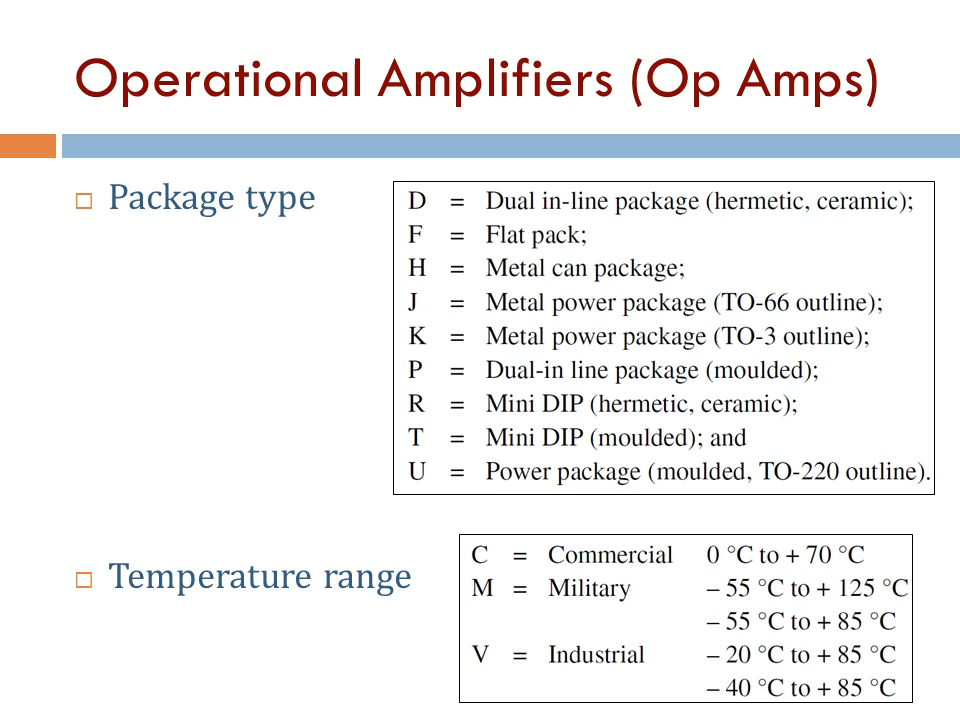 Operational Amplifiers (Op Amps)
Package type
D = Dual in-line package (hermetic, ceramic);
F = Flat pack;
H = Metal can package;
J = Metal power package (TO-66 outline);
K = Metal power package (TO-3 outline);
P = Dual-in line package (moulded);
R = Mini DIP (hermetic, ceramic);
T = Mini DIP (moulded); and
U = Power package (moulded, TO-220 outline).
Temperature range
C = Commercial 0 °C to + 70 °C
M = Military – 55 °C to + 125 °C
– 55 °C to + 85 °C
V = Industrial – 20 °C to + 85 °C
– 40 °C to + 85 °C